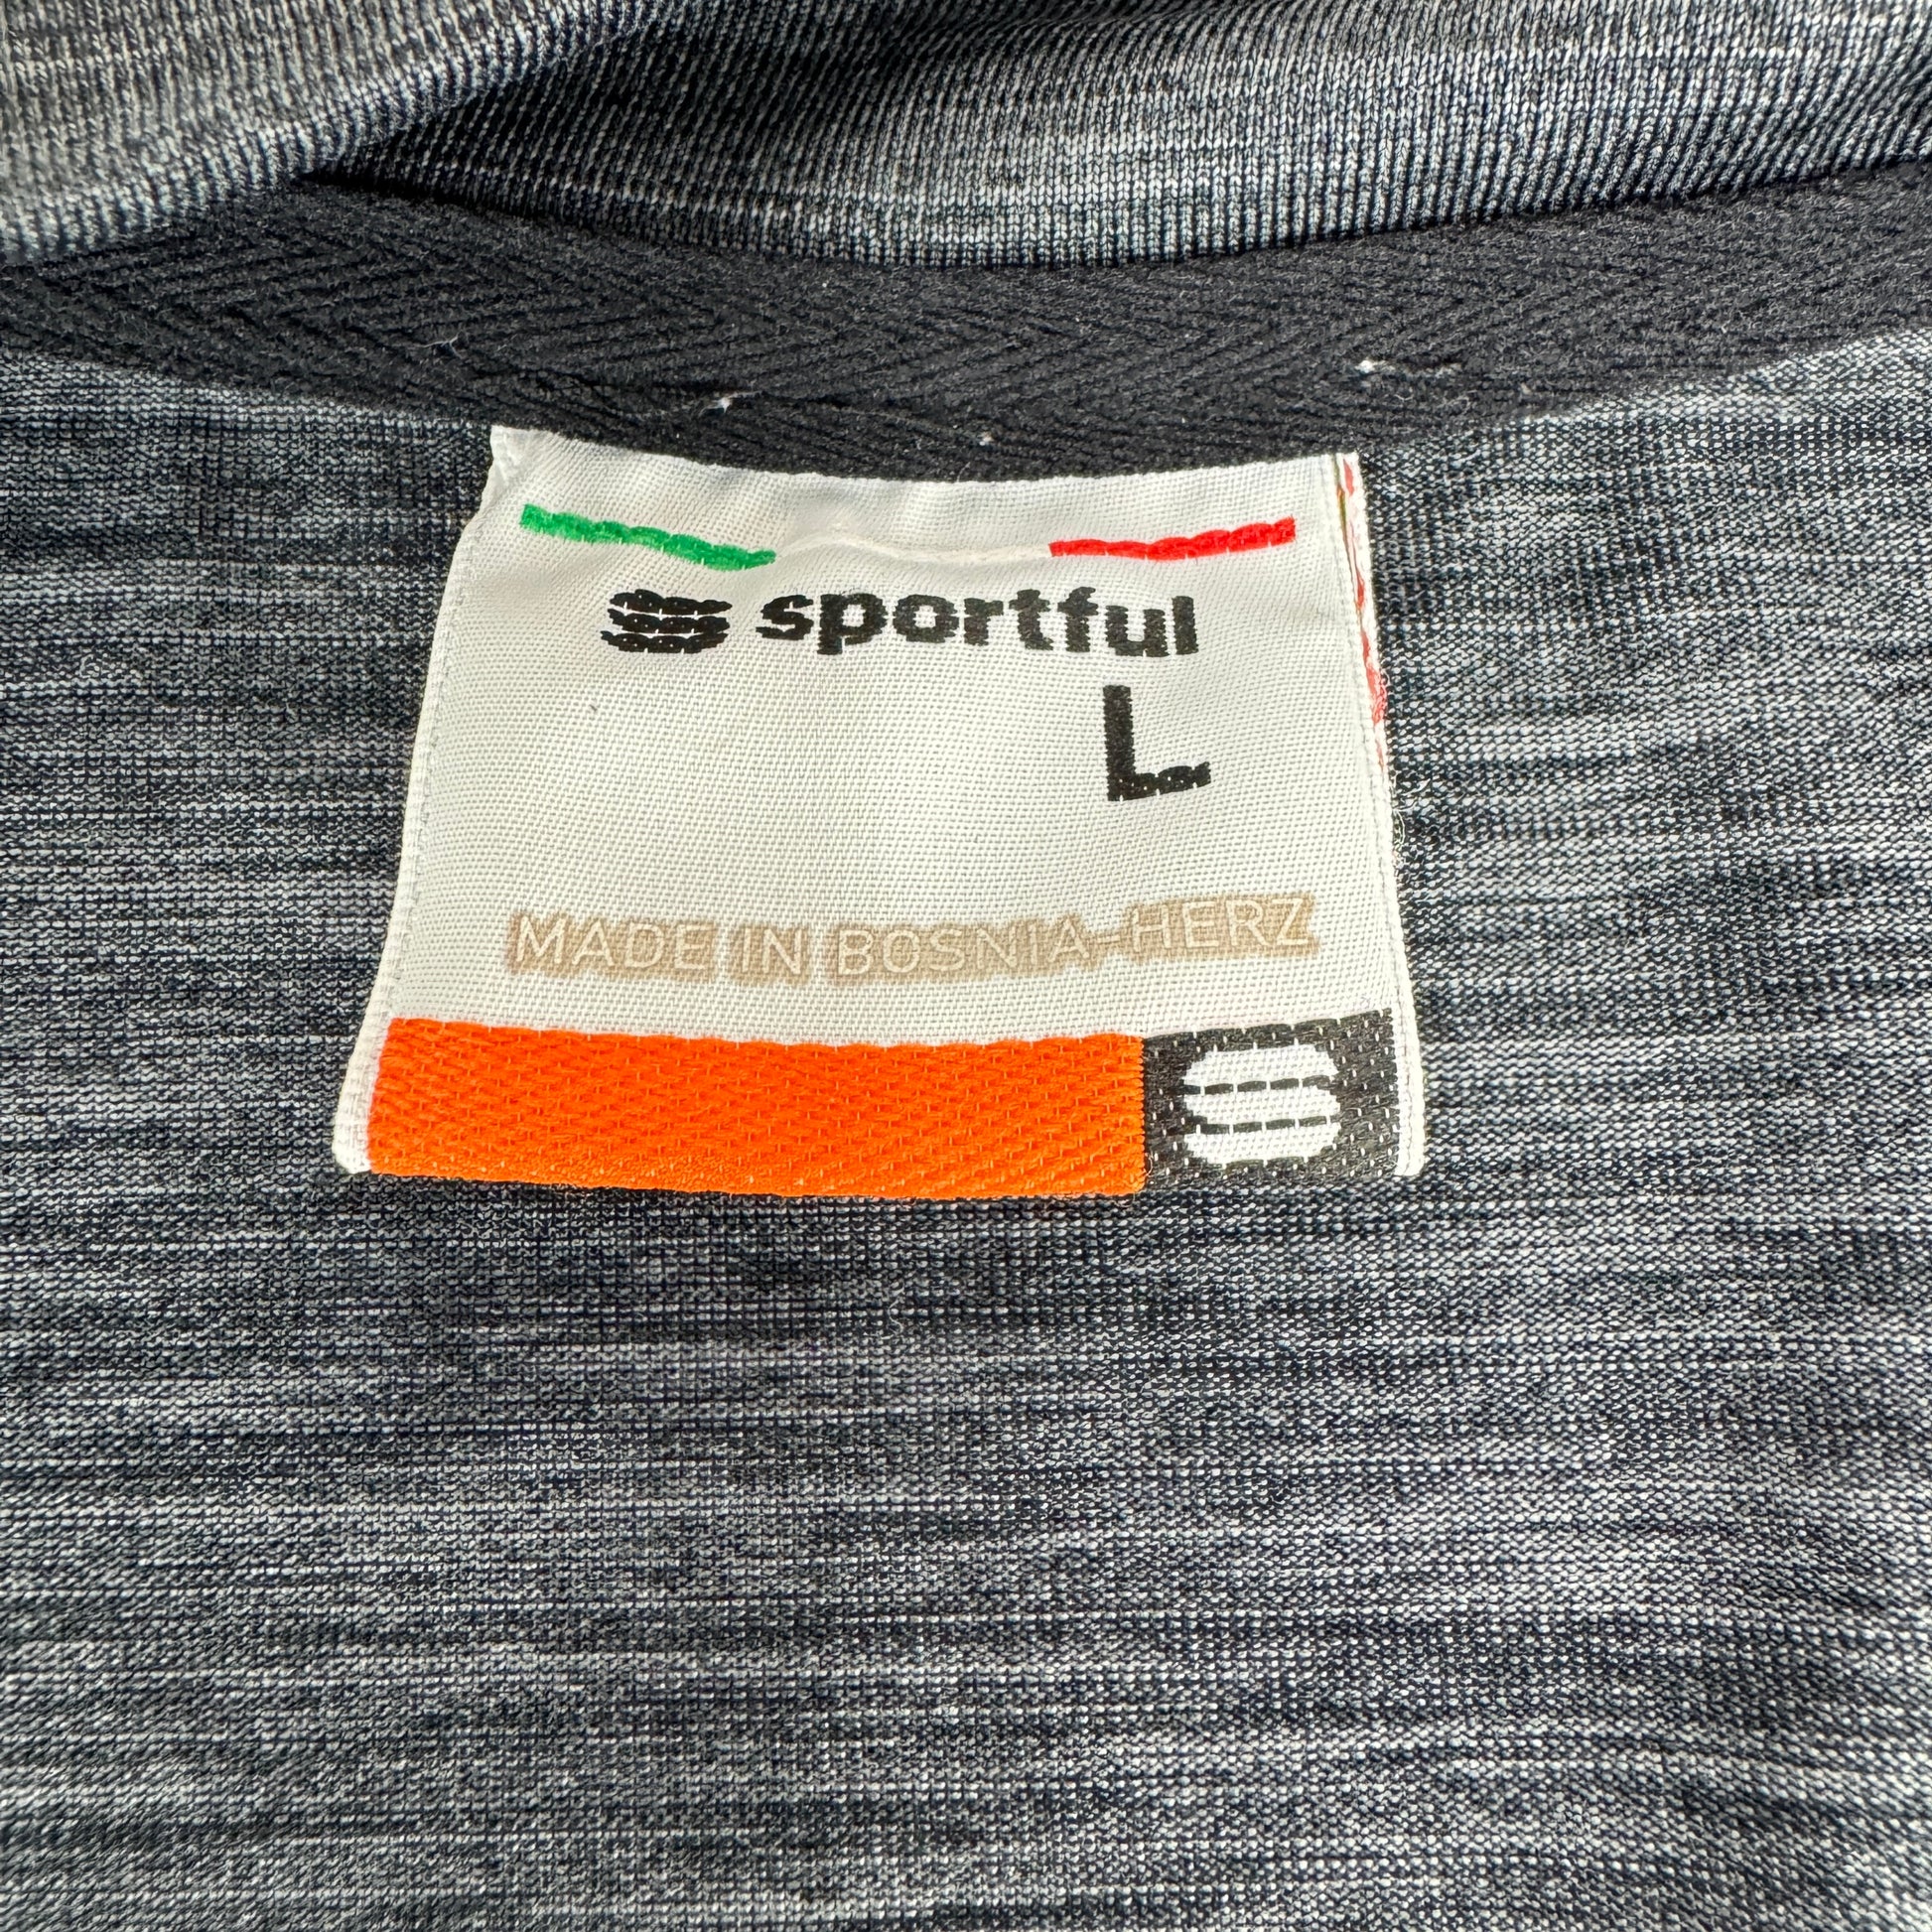 sportful
L
MADE IN BOSNIA-HERZ